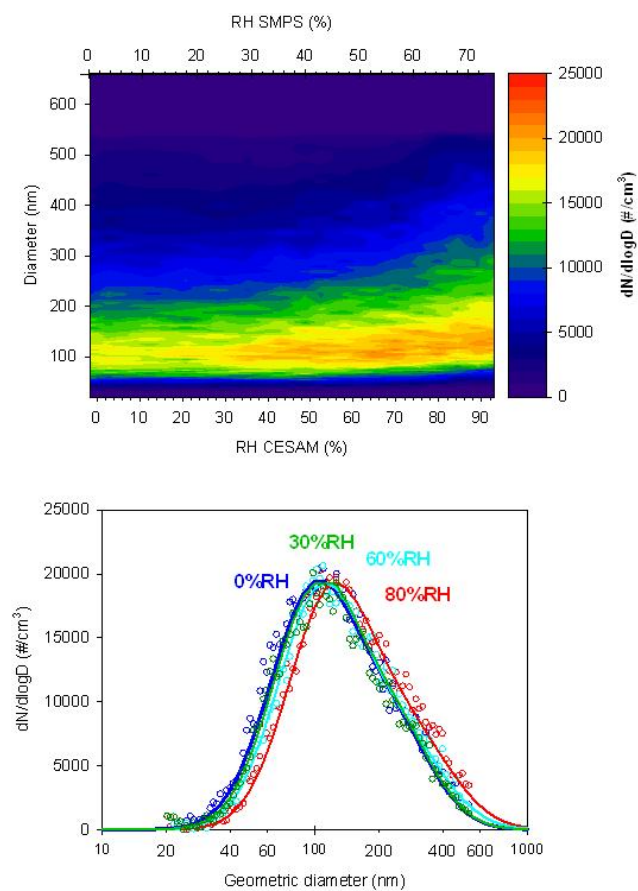 RH SMPS (%)
0 10 20 30 40 50 60 70
600
500
400
300
200
100
Diameter (nm)
0 10 20 30 40 50 60 70 80 90
RH CESAM (%)
25000
20000
15000
10000
5000
0
dN/dlogD (#/cm³)
25000
20000
15000
10000
5000
0
dN/dlogD (#/cm³)
30%RH
60%RH
0%RH
80%RH
10 20 40 60 100 200 400 600 1000
Geometric diameter (nm)